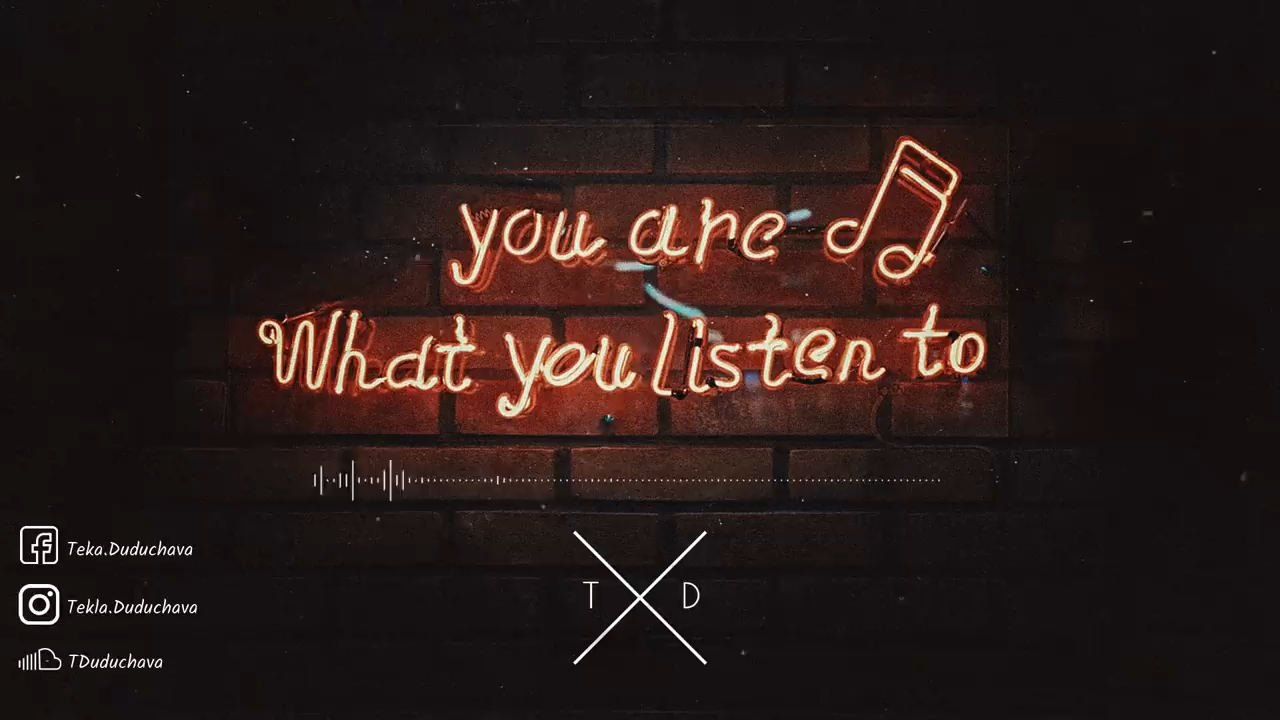 you are
What you listen to
Teka.Duduchava
Tekla.Duduchava
TDuduchava
T D